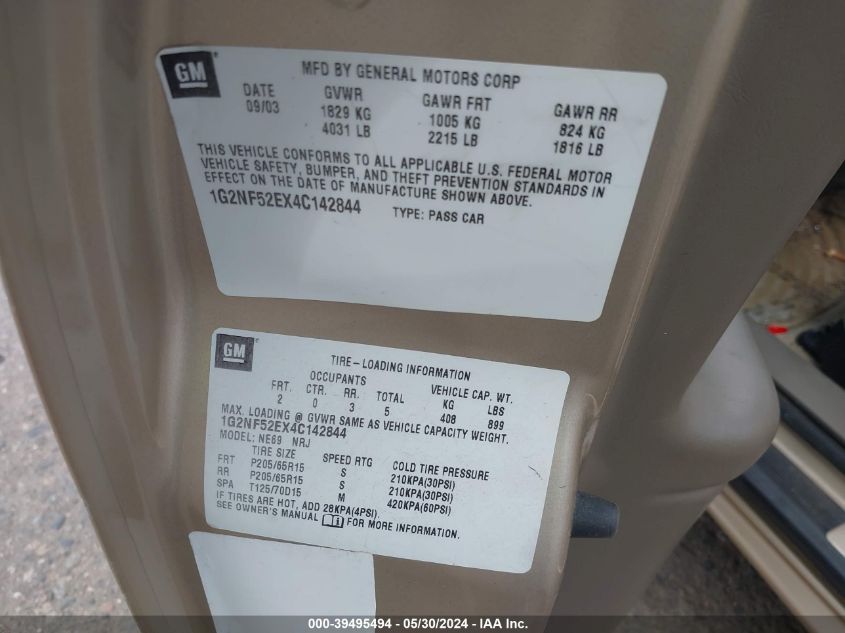 GM MFD BY GENERAL MOTORS CORP
DATE GVWR GAWR FRT GAWR RR
09/03 1829 KG 1005 KG 824 KG
4031 LB 2215 LB 1816 LB
THIS VEHICLE CONFORMS TO ALL APPLICABLE U.S. FEDERAL MOTOR
VEHICLE SAFETY, BUMPER, AND THEFT PREVENTION STANDARDS IN
EFFECT ON THE DATE OF MANUFACTURE SHOWN ABOVE.
1G2NF52EX4C142844 TYPE: PASS CAR
GM TIRE-LOADING INFORMATION
OCCUPANTS VEHICLE CAP. WT.
FRT. CTR. RR. TOTAL KG LBS
2 0 3 5 408 899
MAX. LOADING @ GVWR SAME AS VEHICLE CAPACITY WEIGHT.
1G2NF52EX4C142844
MODEL: NE69 NRJ
TIRE SIZE SPEED RTG COLD TIRE PRESSURE
FRT P205/65R15 S 210KPA(30PSI)
RR P205/65R15 S 210KPA(30PSI)
SPA T125/70D15 M 420KPA(60PSI)
IF TIRES ARE HOT, ADD 28KPA(4PSI).
SEE OWNER'S MANUAL FOR MORE INFORMATION.
000-39495494 - 05/30/2024 - IAA Inc.